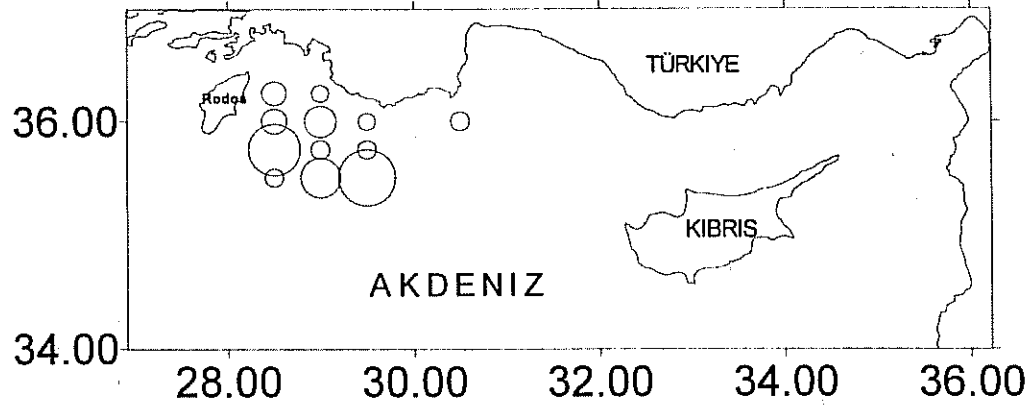 TÜRKIYE
Rodos
36.00
KIBRIS
AKDENIZ
34.00
28.00 30.00 32.00 34.00 36.00